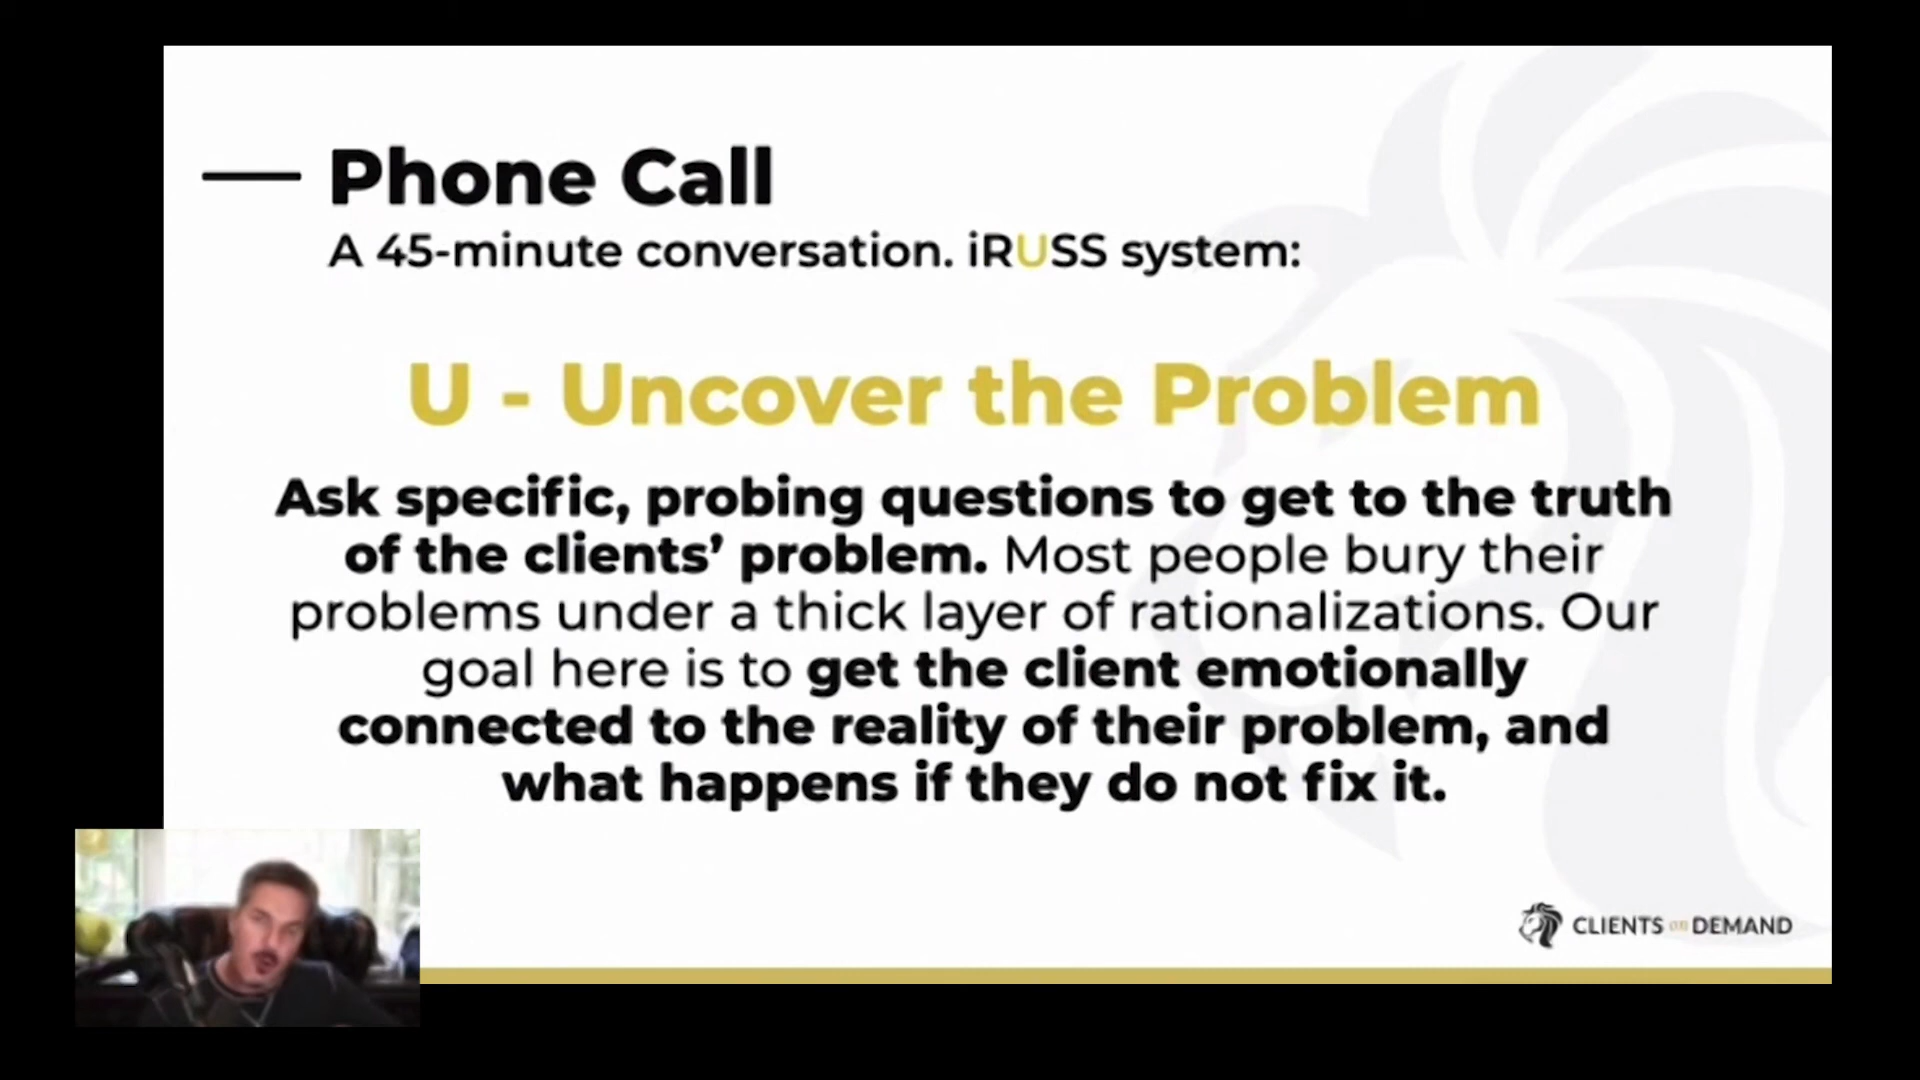 Phone Call
A 45-minute conversation. iRUSS system:
U - Uncover the Problem
Ask specific, probing questions to get to the truth
of the clients’ problem. Most people bury their
problems under a thick layer of rationalizations. Our
goal here is to get the client emotionally
connected to the reality of their problem, and
what happens if they do not fix it.
CLIENTS on DEMAND